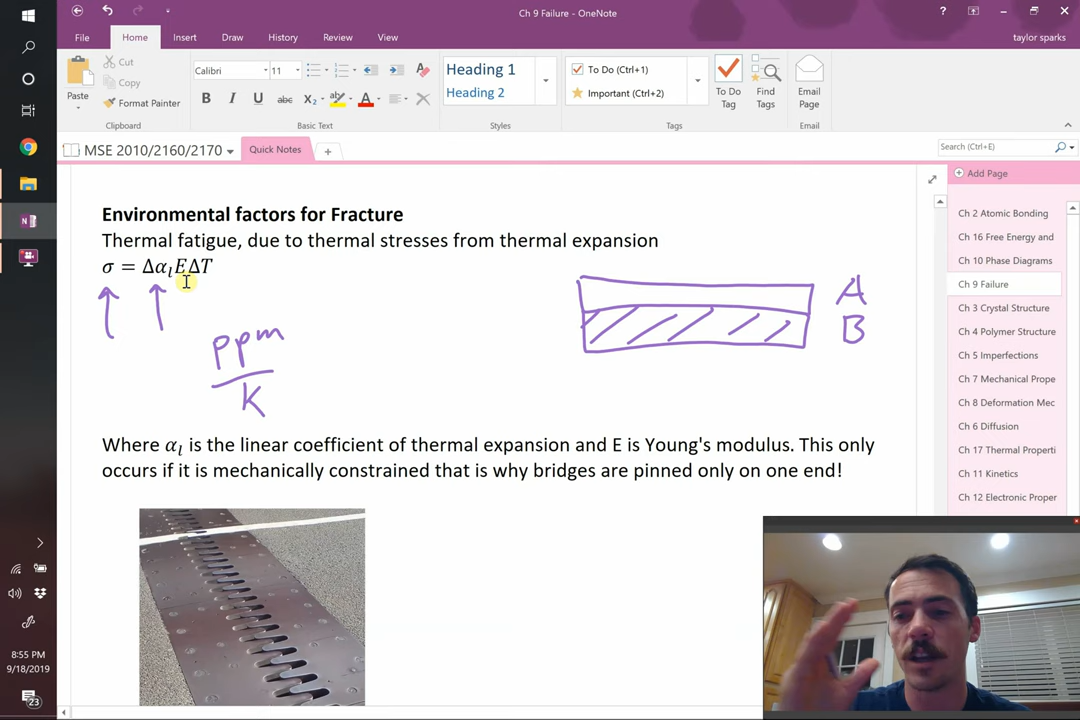 Ch 9 Failure - OneNote
? taylor sparks
File Home Insert Draw History Review View
Paste
Cut
Copy
Format Painter
Clipboard
Calibri 11
B I U abc X₂ A
Basic Text
Heading 1
Heading 2
Styles
To Do (Ctrl+1)
Important (Ctrl+2)
Tags
To Do Tag
Find Tags
Email Page
Email
MSE 2010/2160/2170 Quick Notes +
Search (Ctrl+E)
Add Page
Ch 2 Atomic Bonding
Ch 16 Free Energy and
Ch 10 Phase Diagrams
Ch 9 Failure
Ch 3 Crystal Structure
Ch 4 Polymer Structure
Ch 5 Imperfections
Ch 7 Mechanical Prope
Ch 8 Deformation Mec
Ch 6 Diffusion
Ch 17 Thermal Properti
Ch 11 Kinetics
Ch 12 Electronic Proper
Environmental factors for Fracture
Thermal fatigue, due to thermal stresses from thermal expansion
σ = Δα_l EΔT
ppm
K
A
B
Where α_l is the linear coefficient of thermal expansion and E is Young's modulus. This only
occurs if it is mechanically constrained that is why bridges are pinned only on one end!
8:55 PM
9/18/2019
23